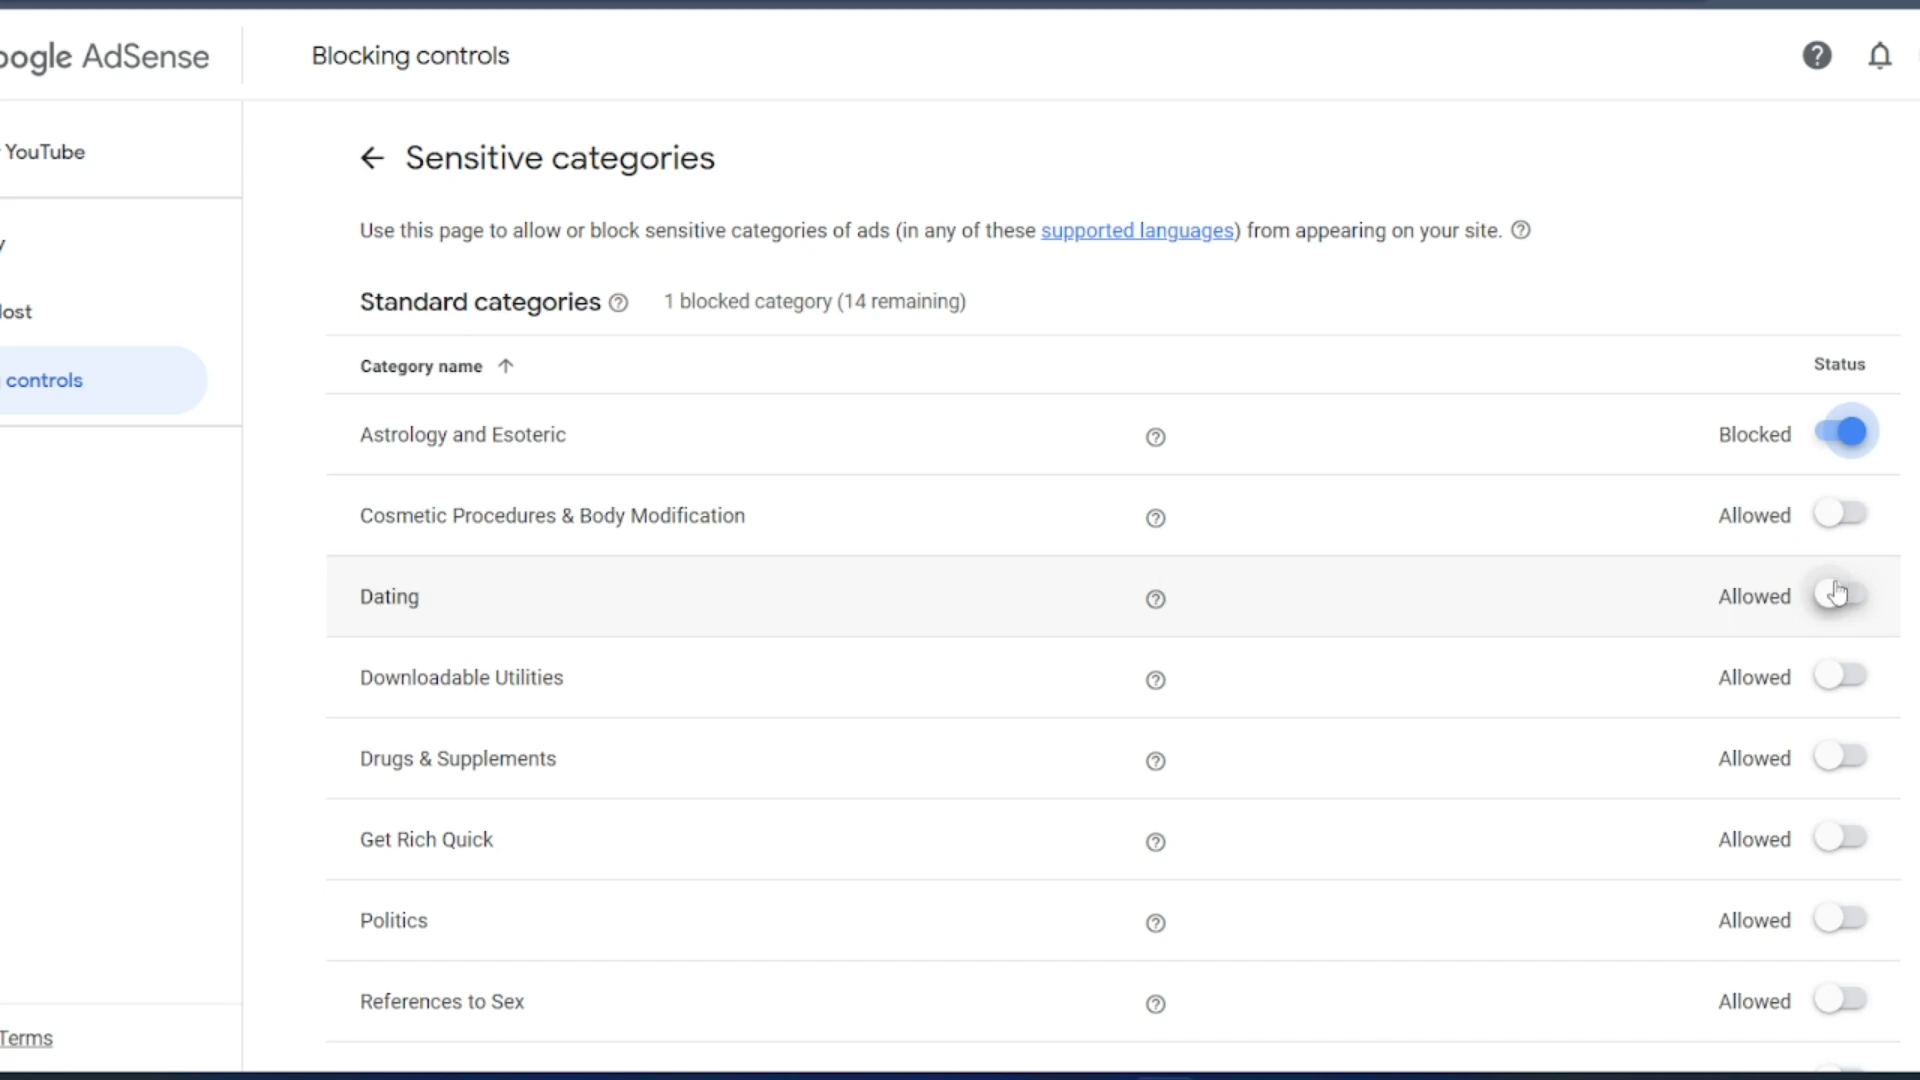 oogle AdSense
Blocking controls
YouTube
y
Host
controls
Terms
Sensitive categories
Use this page to allow or block sensitive categories of ads (in any of these supported languages) from appearing on your site.
Standard categories 1 blocked category (14 remaining)
Category name Status
Astrology and Esoteric Blocked
Cosmetic Procedures & Body Modification Allowed
Dating Allowed
Downloadable Utilities Allowed
Drugs & Supplements Allowed
Get Rich Quick Allowed
Politics Allowed
References to Sex Allowed